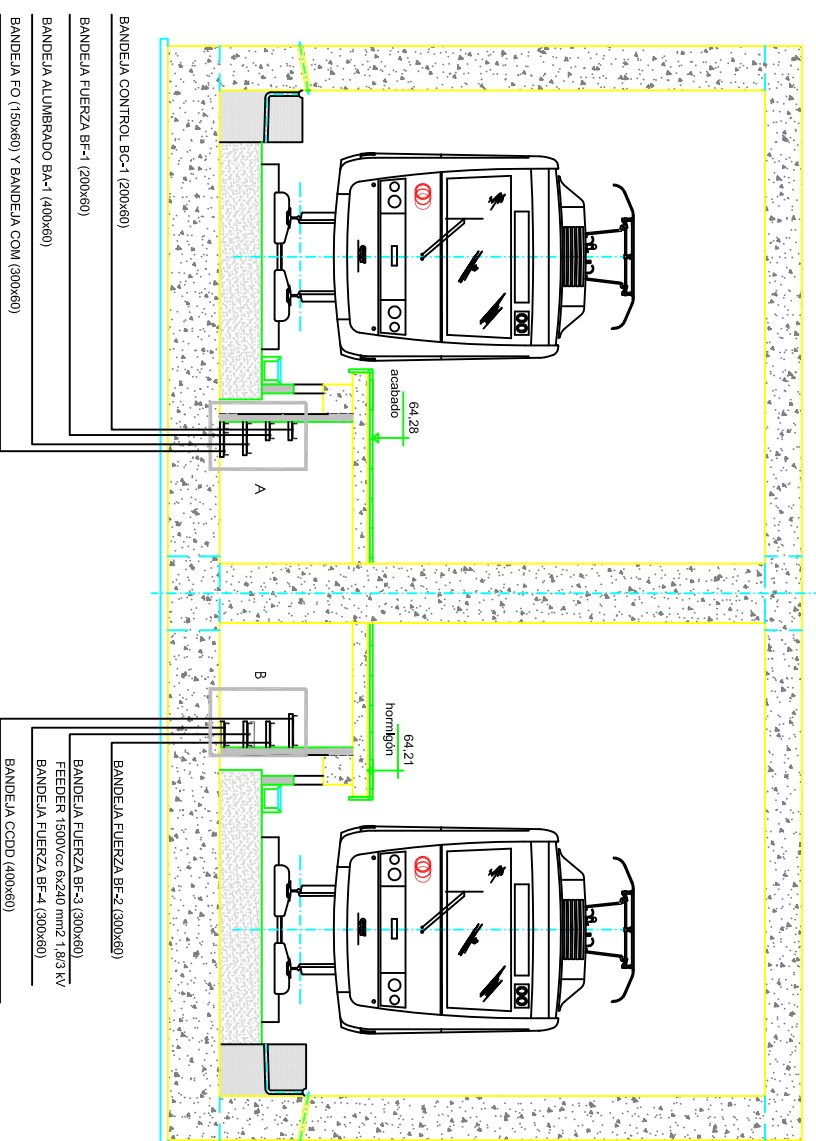 BANDEJA CONTROL BC-1 (200x60)
BANDEJA FUERZA BF-1 (200x60)
BANDEJA ALUMBRADO BA-1 (400x60)
BANDEJA FO (150x60) Y BANDEJA COM (300x60)
64,28
acabado
A
B
64,21
hormigón
BANDEJA FUERZA BF-2 (300x60)
BANDEJA FUERZA BF-3 (300x60)
FEEDER 1500Vcc 6x240 mm2 1,8/3 kV
BANDEJA FUERZA BF-4 (300x60)
BANDEJA CCDD (400x60)
00
00